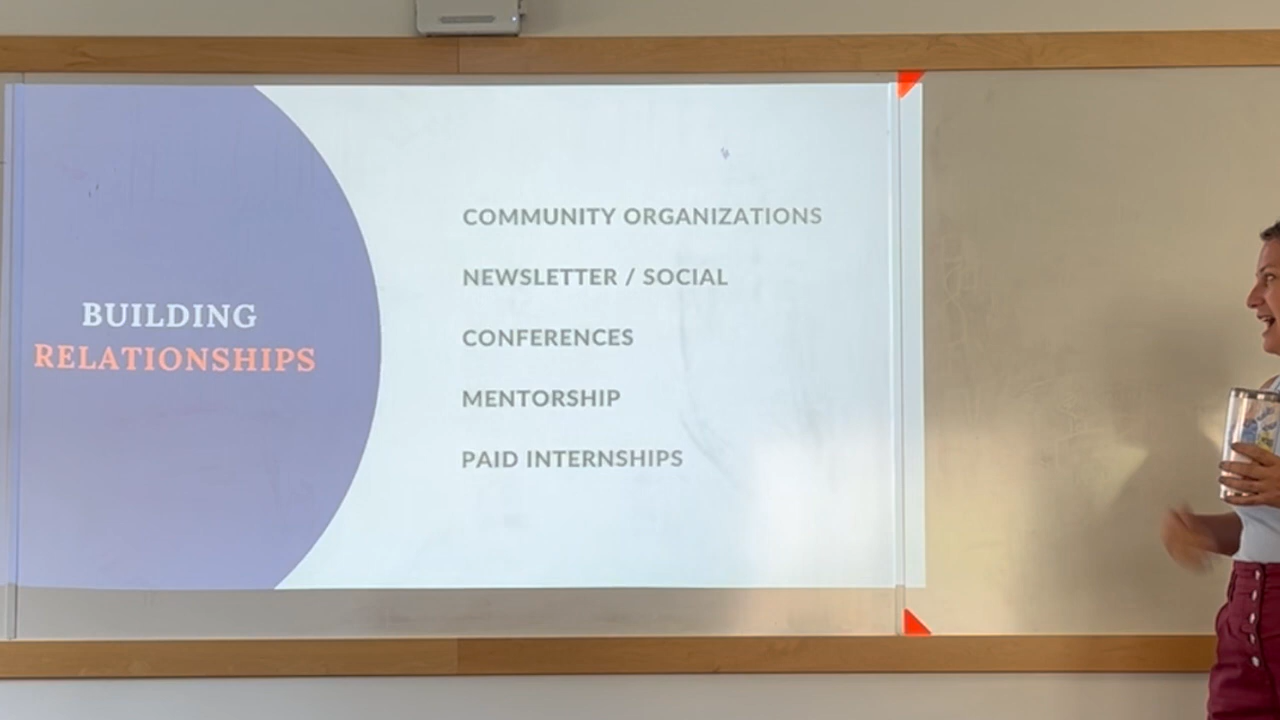 BUILDING
RELATIONSHIPS
COMMUNITY ORGANIZATIONS
NEWSLETTER / SOCIAL
CONFERENCES
MENTORSHIP
PAID INTERNSHIPS